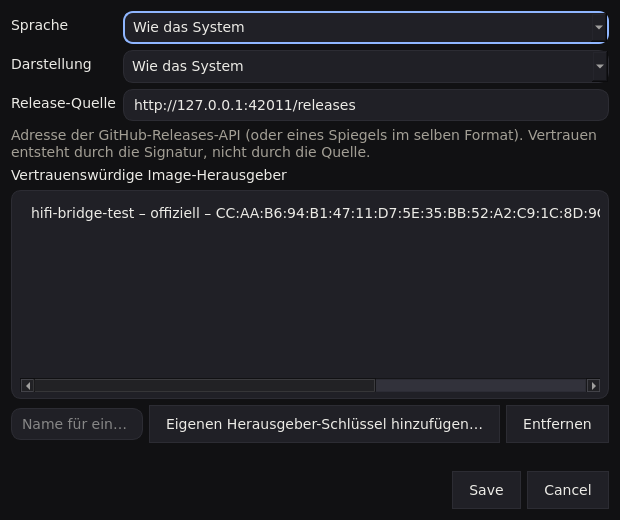 Sprache
Wie das System
Darstellung
Wie das System
Release-Quelle
http://127.0.0.1:42011/releases
Adresse der GitHub-Releases-API (oder eines Spiegels im selben Format). Vertrauen
entsteht durch die Signatur, nicht durch die Quelle.
Vertrauenswürdige Image-Herausgeber
hifi-bridge-test – offiziell – CC:AA:B6:94:B1:47:11:D7:5E:35:BB:52:A2:C9:1C:8D:9
Name für ein…
Eigenen Herausgeber-Schlüssel hinzufügen…
Entfernen
Save
Cancel